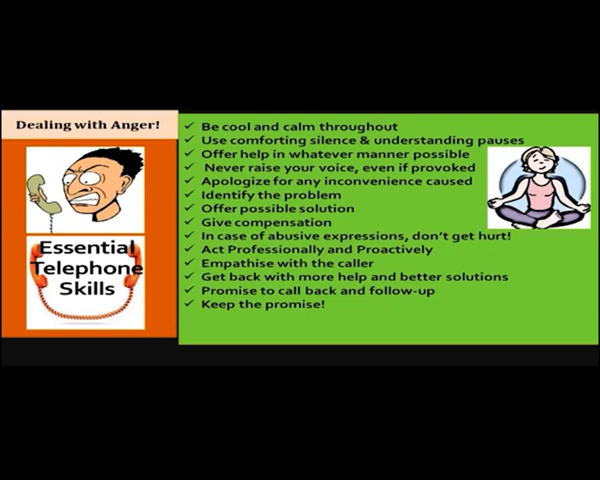 Dealing with Anger!
Essential
Telephone
Skills
✓ Be cool and calm throughout
✓ Use comforting silence & understanding pauses
✓ Offer help in whatever manner possible
✓ Never raise your voice, even if provoked
✓ Apologize for any inconvenience caused
✓ Identify the problem
✓ Offer possible solution
✓ Give compensation
✓ In case of abusive expressions, don't get hurt!
✓ Act Professionally and Proactively
✓ Empathise with the caller
✓ Get back with more help and better solutions
✓ Promise to call back and follow-up
✓ Keep the promise!